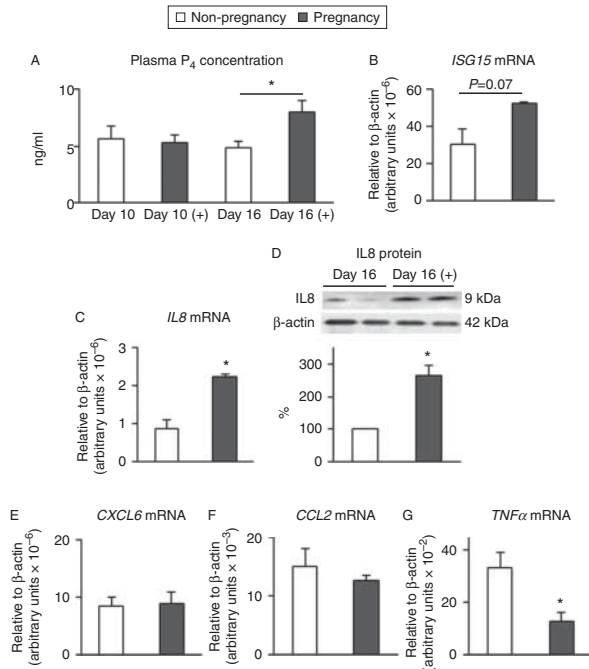 Non-pregnancy Pregnancy
A Plasma P4 concentration
ng/ml
10
5
0
*
Day 10 Day 10 (+) Day 16 Day 16 (+)
B ISG15 mRNA
P=0.07
Relative to β-actin
(arbitrary units × 10−6)
60
40
20
0
C IL8 mRNA
Relative to β-actin
(arbitrary units × 10−6)
3
2
1
0
*
D IL8 protein
Day 16 Day 16 (+)
IL8 9 kDa
β-actin 42 kDa
%
300
200
100
0
*
E CXCL6 mRNA
Relative to β-actin
(arbitrary units × 10−6)
20
10
0
F CCL2 mRNA
Relative to β-actin
(arbitrary units × 10−3)
20
10
0
G TNFα mRNA
Relative to β-actin
(arbitrary units × 10−2)
40
20
0
*